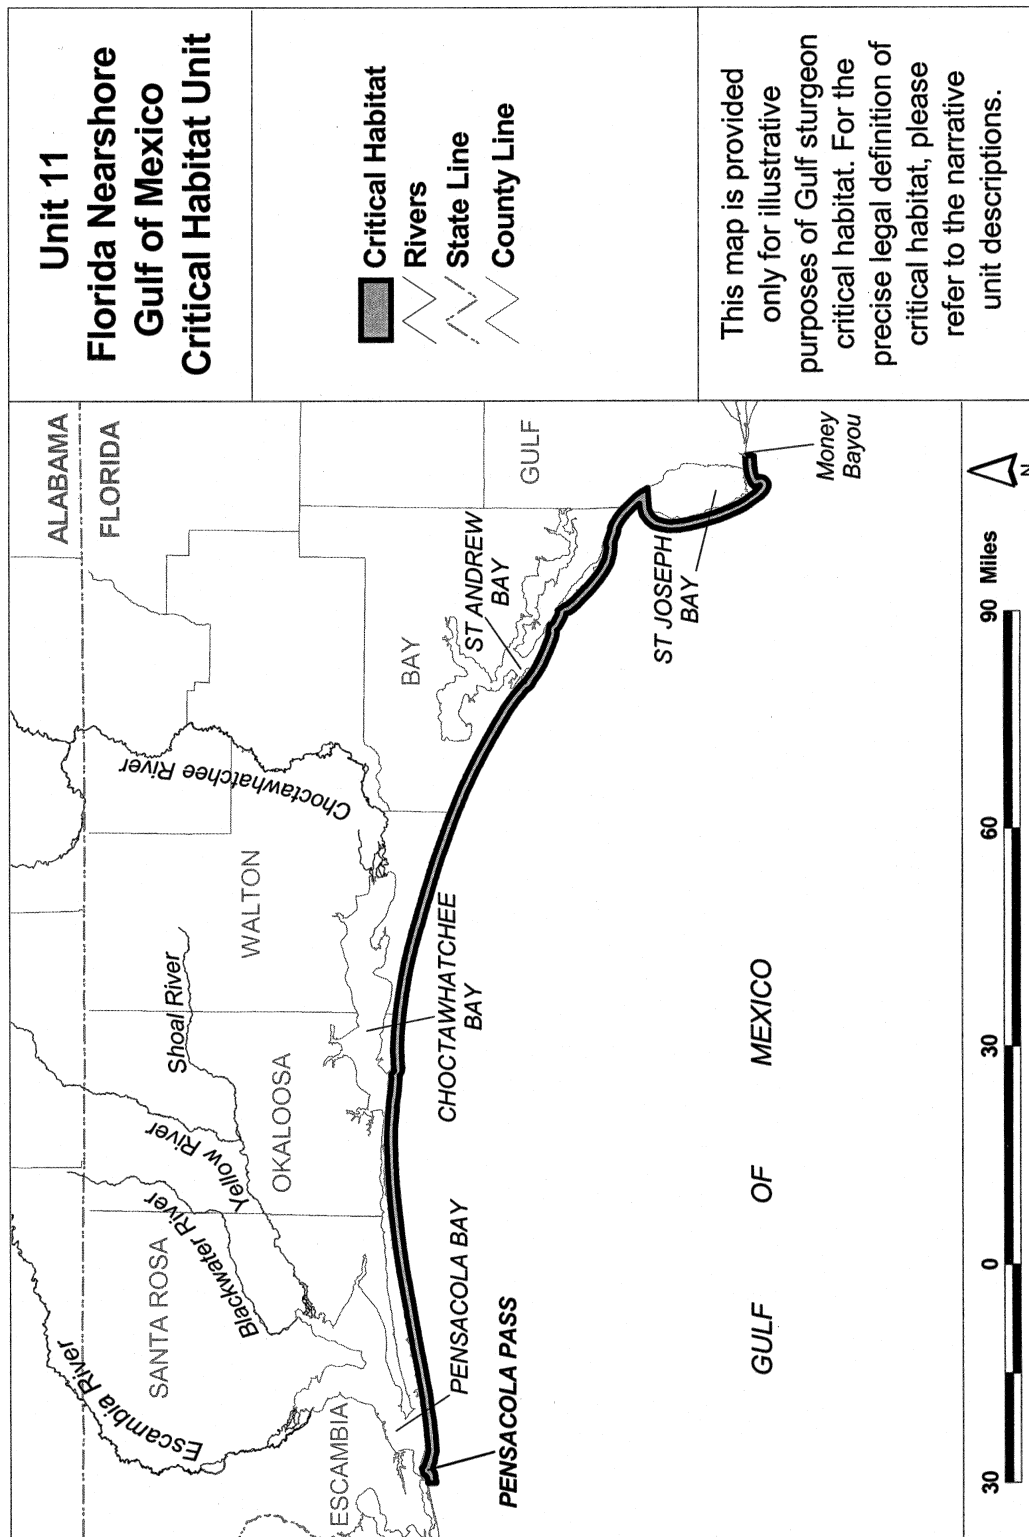 Unit 11
Florida Nearshore
Gulf of Mexico
Critical Habitat Unit
Critical Habitat
Rivers
State Line
County Line
This map is provided
only for illustrative
purposes of Gulf sturgeon
critical habitat. For the
precise legal definition of
critical habitat, please
refer to the narrative
unit descriptions.
ALABAMA
FLORIDA
Escambia River
SANTA ROSA
Blackwater River
Yellow River
Shoal River
OKALOOSA
WALTON
Choctawhatchee River
BAY
GULF
ESCAMBIA
PENSACOLA BAY
PENSACOLA PASS
CHOCTAWHATCHEE
BAY
ST ANDREW
BAY
ST JOSEPH
BAY
Money
Bayou
GULF OF MEXICO
30 0 30 60 90 Miles
N